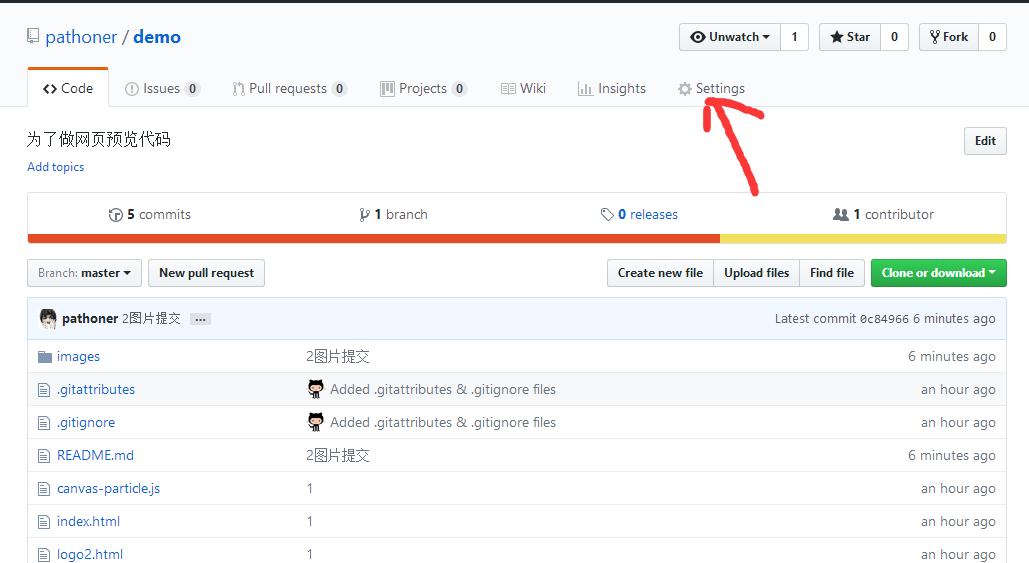 pathoner / demo
Unwatch 1 Star 0 Fork 0
Code Issues 0 Pull requests 0 Projects 0 Wiki Insights Settings
为了做网页预览代码 Edit
Add topics
5 commits 1 branch 0 releases 1 contributor
Branch: master New pull request Create new file Upload files Find file Clone or download
pathoner 2图片提交 ... Latest commit 0c84966 6 minutes ago
images 2图片提交 6 minutes ago
.gitattributes Added .gitattributes & .gitignore files an hour ago
.gitignore Added .gitattributes & .gitignore files an hour ago
README.md 2图片提交 6 minutes ago
canvas-particle.js 1 an hour ago
index.html 1 an hour ago
logo2.html 1 an hour ago